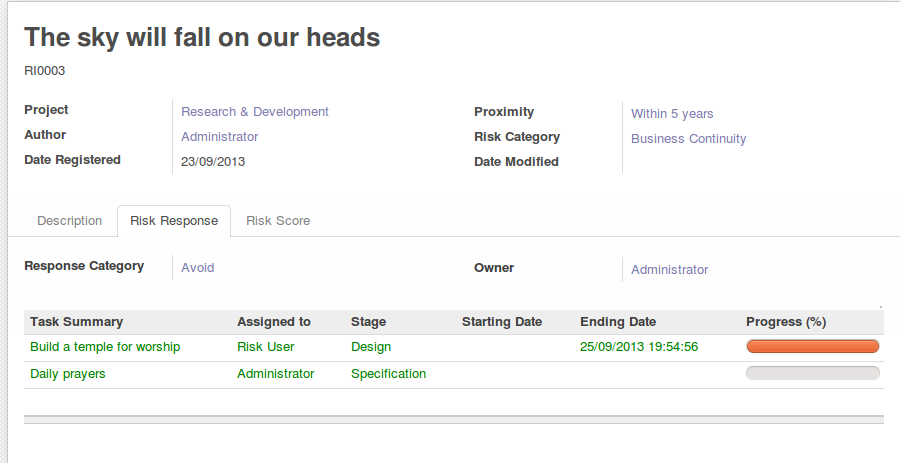 The sky will fall on our heads
RI0003
Project Research & Development Proximity Within 5 years
Author Administrator Risk Category Business Continuity
Date Registered 23/09/2013 Date Modified
Description Risk Response Risk Score
Response Category Avoid Owner Administrator
Task Summary Assigned to Stage Starting Date Ending Date Progress (%)
Build a temple for worship Risk User Design 25/09/2013 19:54:56
Daily prayers Administrator Specification